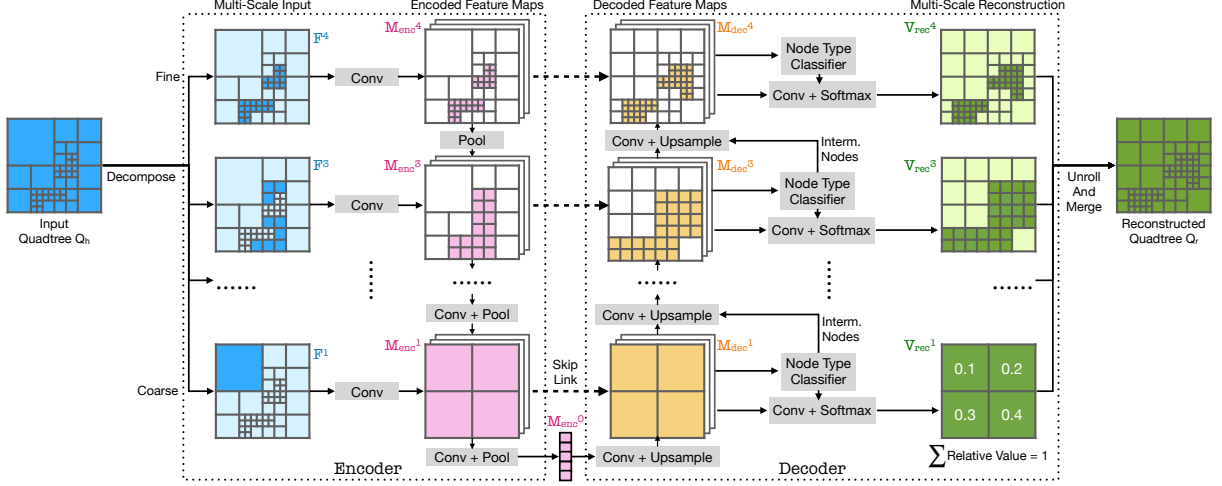 Multi-Scale Input
Encoded Feature Maps
Decoded Feature Maps
Multi-Scale Reconstruction
F4
Menc4
Mdec4
Vrec4
Fine
Conv
Node Type
Classifier
Conv + Softmax
Pool
Conv + Upsample
Interm.
Nodes
F3
Menc3
Mdec3
Vrec3
Decompose
Conv
Node Type
Classifier
Conv + Softmax
Unroll
And
Merge
Input
Quadtree Qh
Reconstructed
Quadtree Qr
......
......
......
......
......
......
Conv + Pool
Conv + Upsample
Interm.
Nodes
F1
Menc1
Mdec1
Vrec1
Coarse
Conv
Skip
Link
Node Type
Classifier
Conv + Softmax
0.1 0.2
0.3 0.4
Menc0
Conv + Pool
Conv + Upsample
∑ Relative Value = 1
Encoder
Decoder